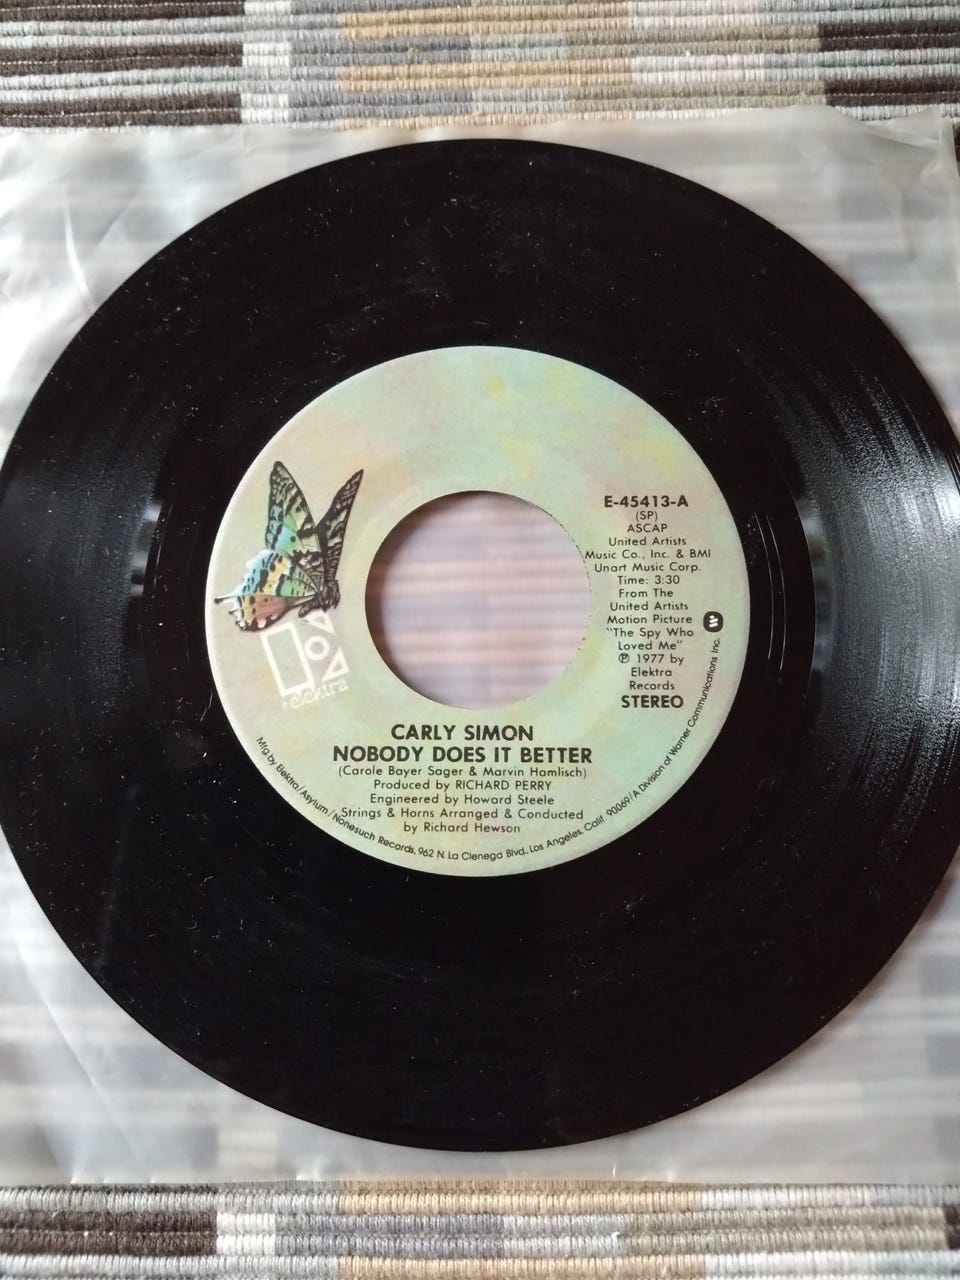 E-45413-A
(SP)
ASCAP
United Artists
Music Co., Inc. & BMI
Unart Music Corp.
Time: 3:30
From The
United Artists
Motion Picture
"The Spy Who
Loved Me"
℗ 1977 by
Elektra
Records
STEREO
elektra
CARLY SIMON
NOBODY DOES IT BETTER
(Carole Bayer Sager & Marvin Hamlisch)
Produced by RICHARD PERRY
Engineered by Howard Steele
Strings & Horns Arranged & Conducted
by Richard Hewson
Mfg by Elektra/Asylum/Nonesuch Records, 962 N. La Cienega Blvd., Los Angeles, Calif. 90069/A Division of Warner Communications Inc.